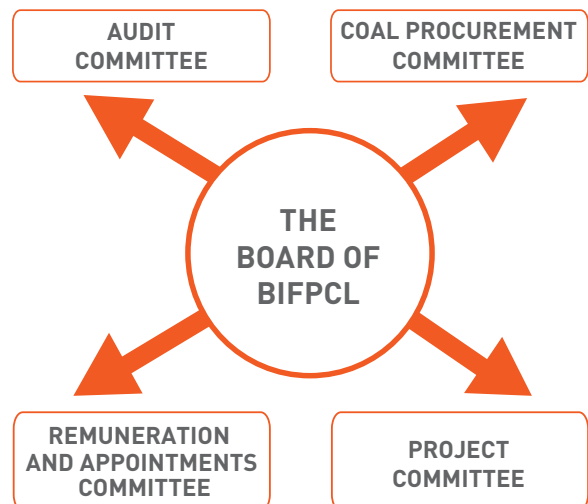 AUDIT
COMMITTEE
COAL PROCUREMENT
COMMITTEE
THE
BOARD OF
BIFPCL
REMUNERATION
AND APPOINTMENTS
COMMITTEE
PROJECT
COMMITTEE